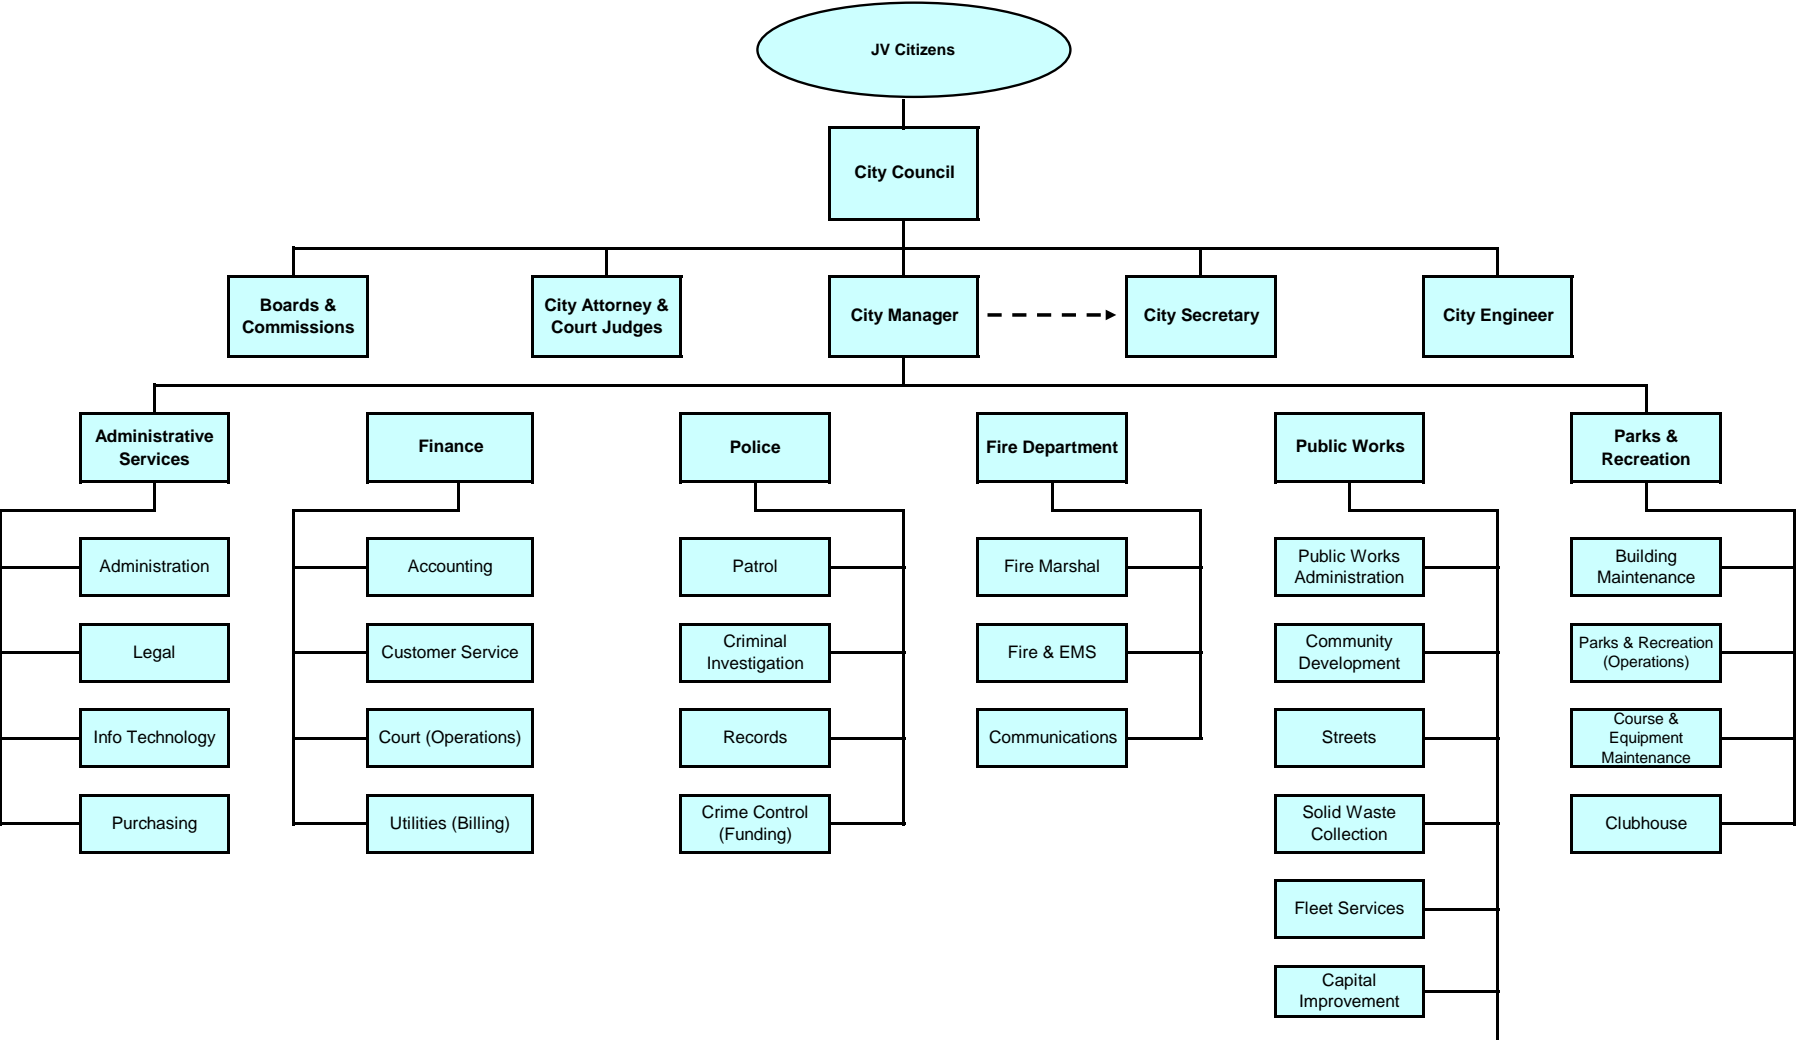 JV Citizens
City Council
Boards &
Commissions
City Attorney &
Court Judges
City Manager
City Secretary
City Engineer
Administrative
Services
Finance
Police
Fire Department
Public Works
Parks &
Recreation
Administration
Accounting
Patrol
Fire Marshal
Public Works
Administration
Building
Maintenance
Legal
Customer Service
Criminal
Investigation
Fire & EMS
Community
Development
Parks & Recreation
(Operations)
Info Technology
Court (Operations)
Records
Communications
Streets
Course &
Equipment
Maintenance
Purchasing
Utilities (Billing)
Crime Control
(Funding)
Solid Waste
Collection
Clubhouse
Fleet Services
Capital
Improvement